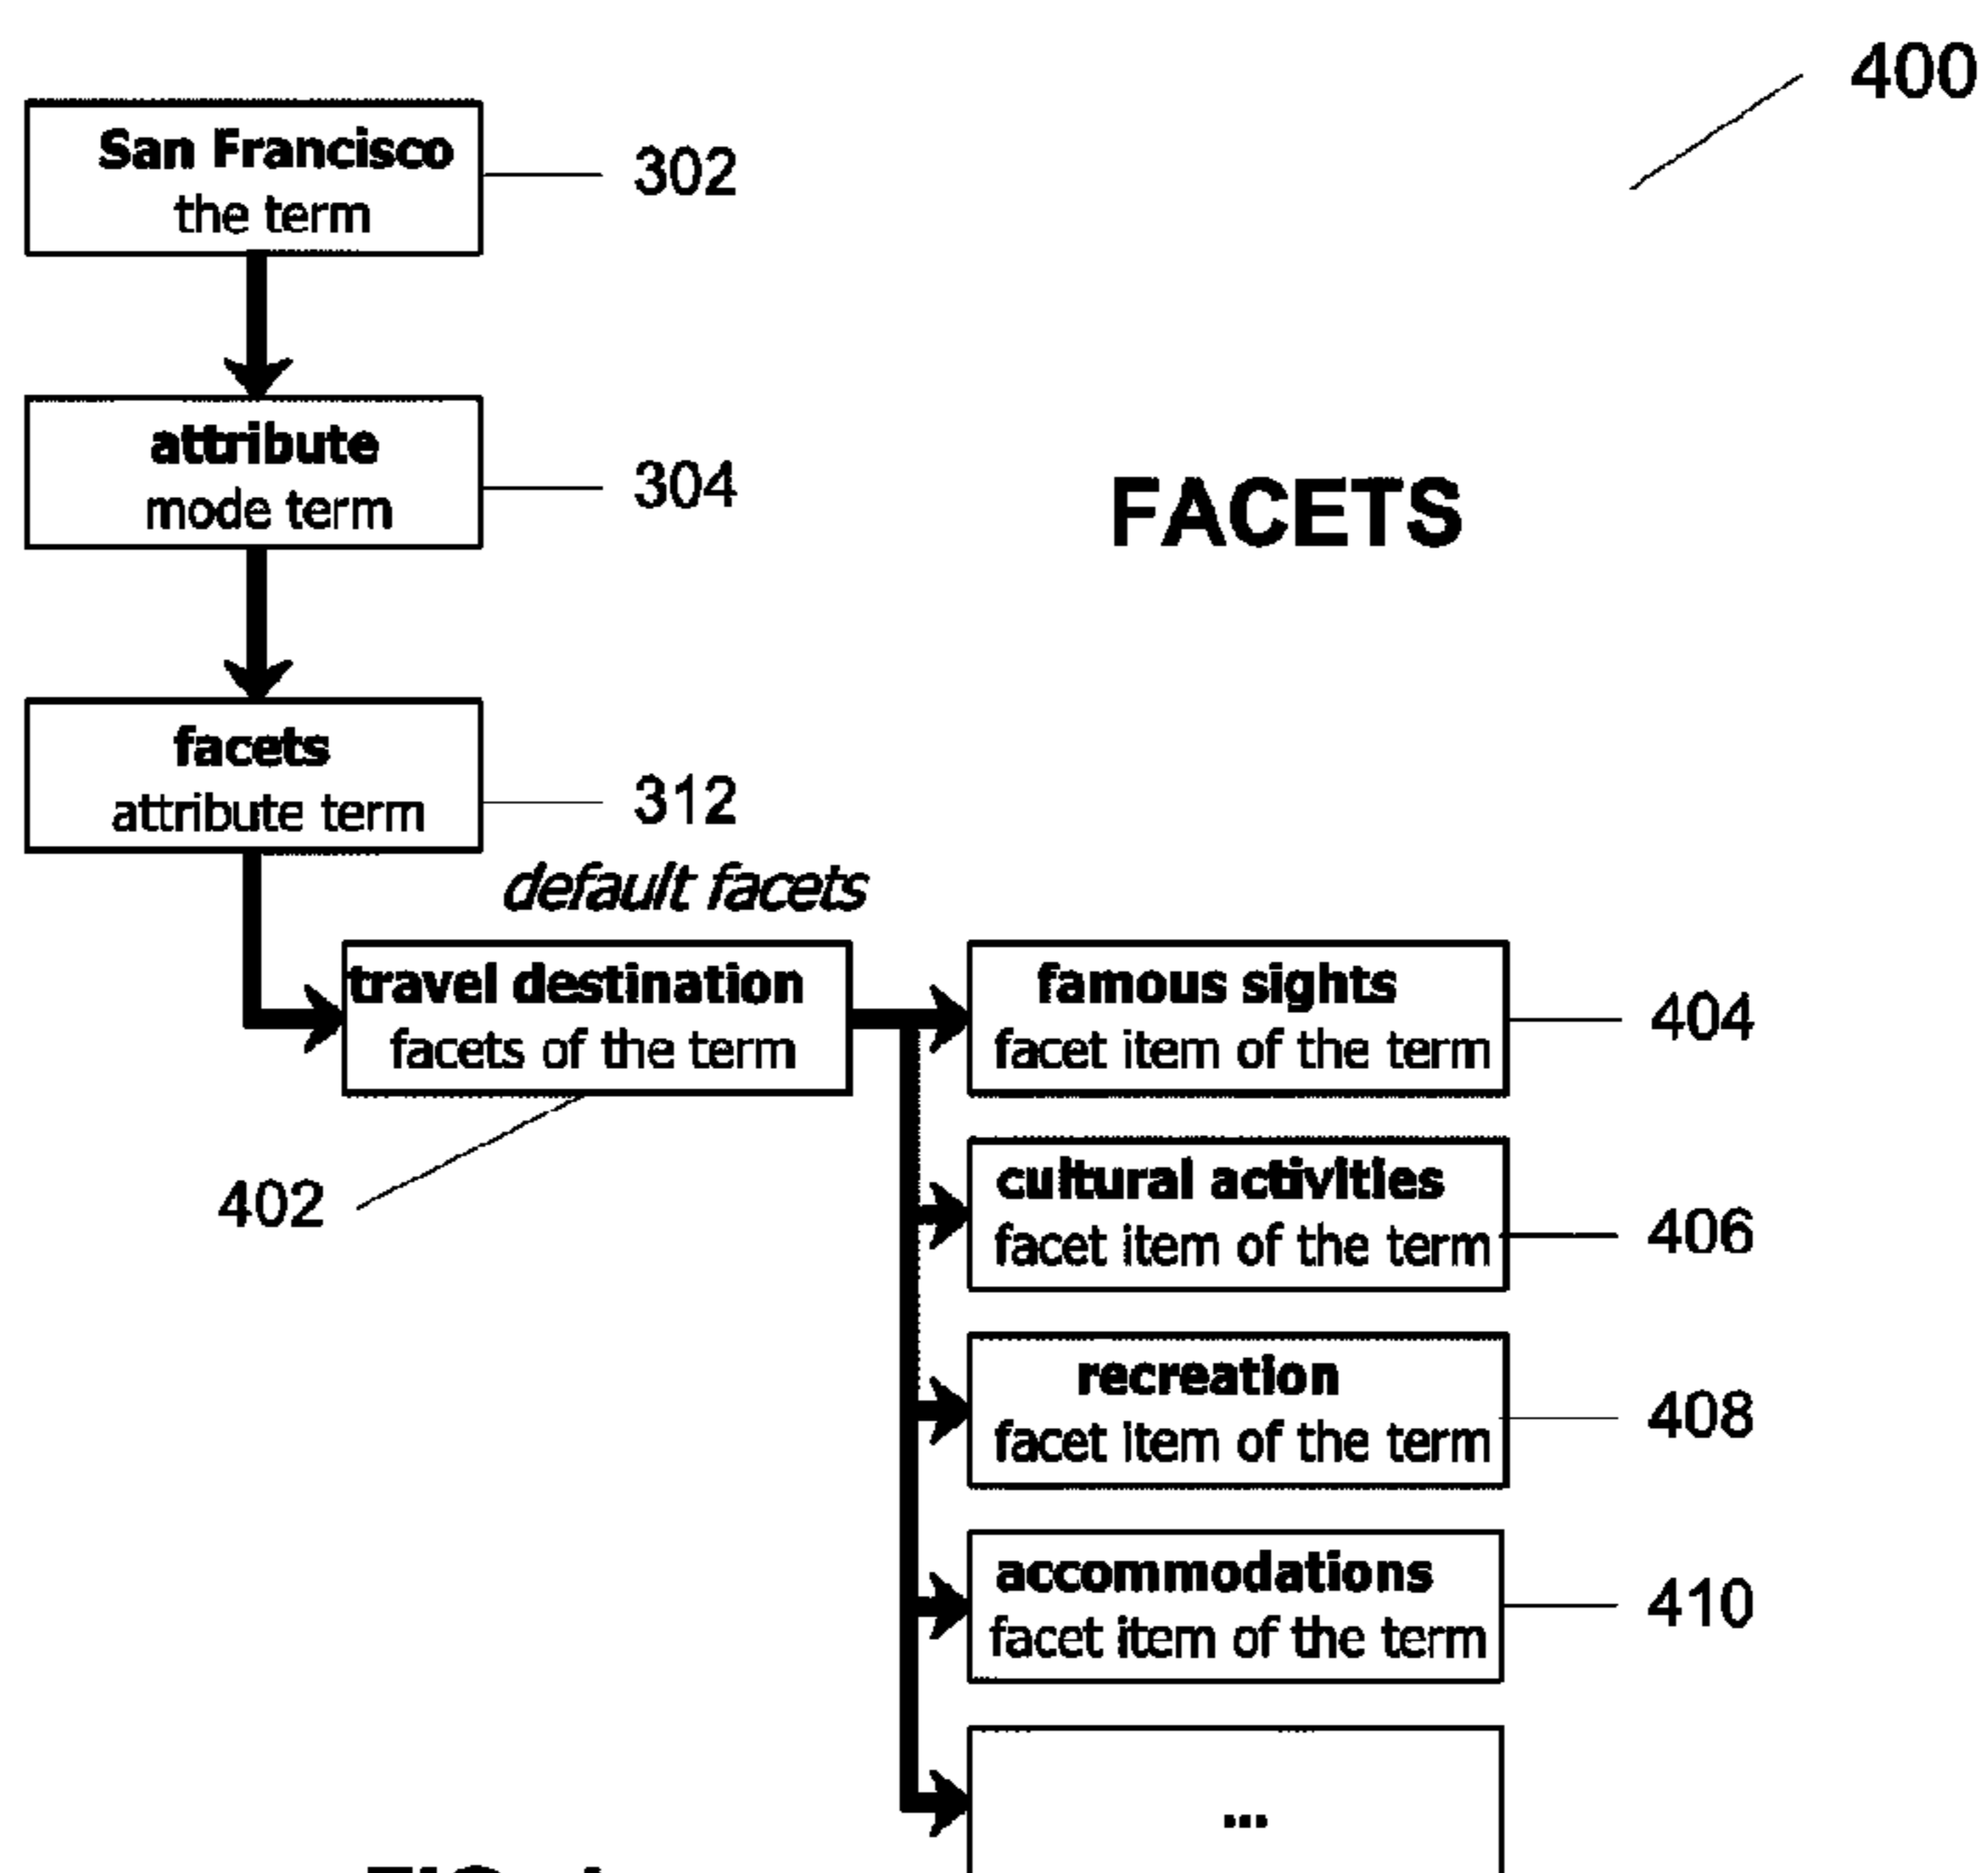 400
San Francisco
the term
302
attribute
mode term
304
FACETS
facets
attribute term
312
default facets
travel destination
facets of the term
402
famous sights
facet item of the term
404
cultural activities
facet item of the term
406
recreation
facet item of the term
408
accommodations
facet item of the term
410
...